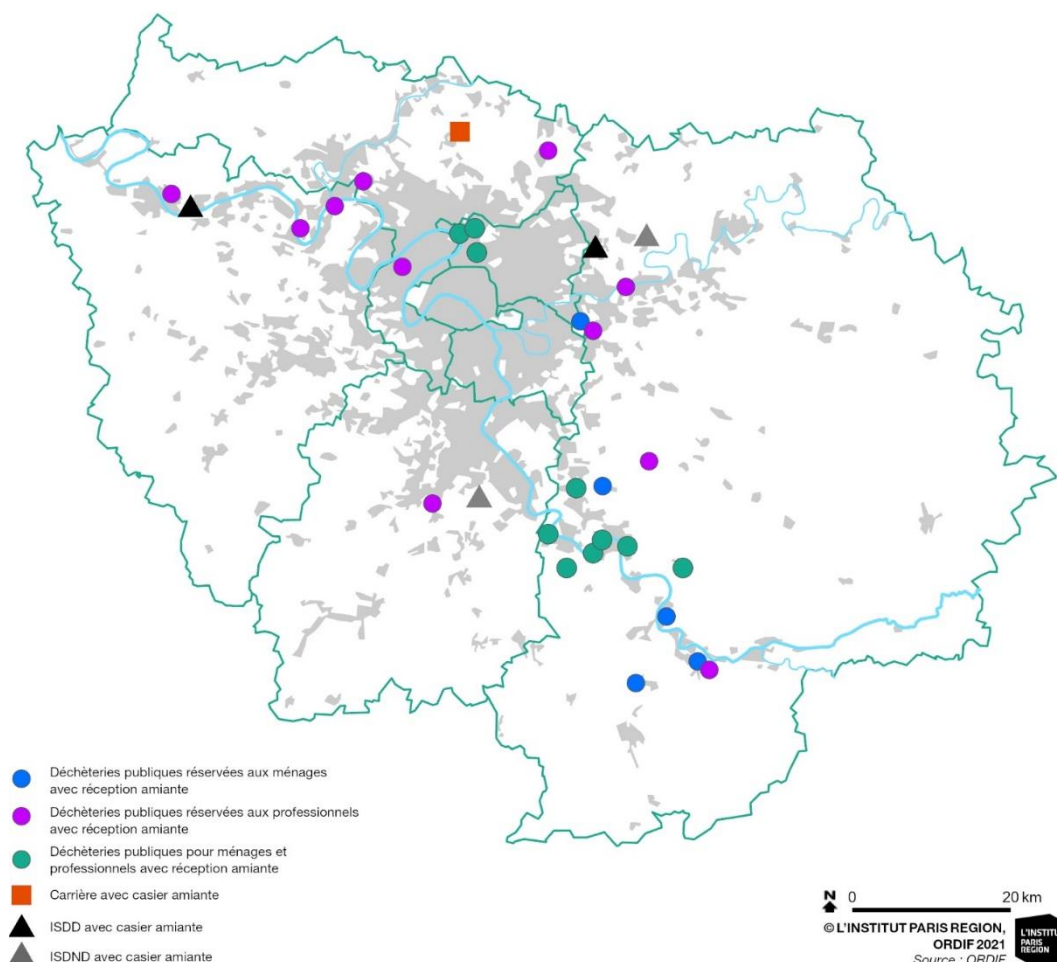 Déchèteries publiques réservées aux ménages
avec réception amiante
Déchèteries publiques réservées aux professionnels
avec réception amiante
Déchèteries publiques pour ménages et
professionnels avec réception amiante
Carrière avec casier amiante
ISDD avec casier amiante
ISDND avec casier amiante
N 0 20 km
© L'INSTITUT PARIS REGION,
ORDIF 2021
Source : ORDIF
L'INSTITUT
PARIS
REGION